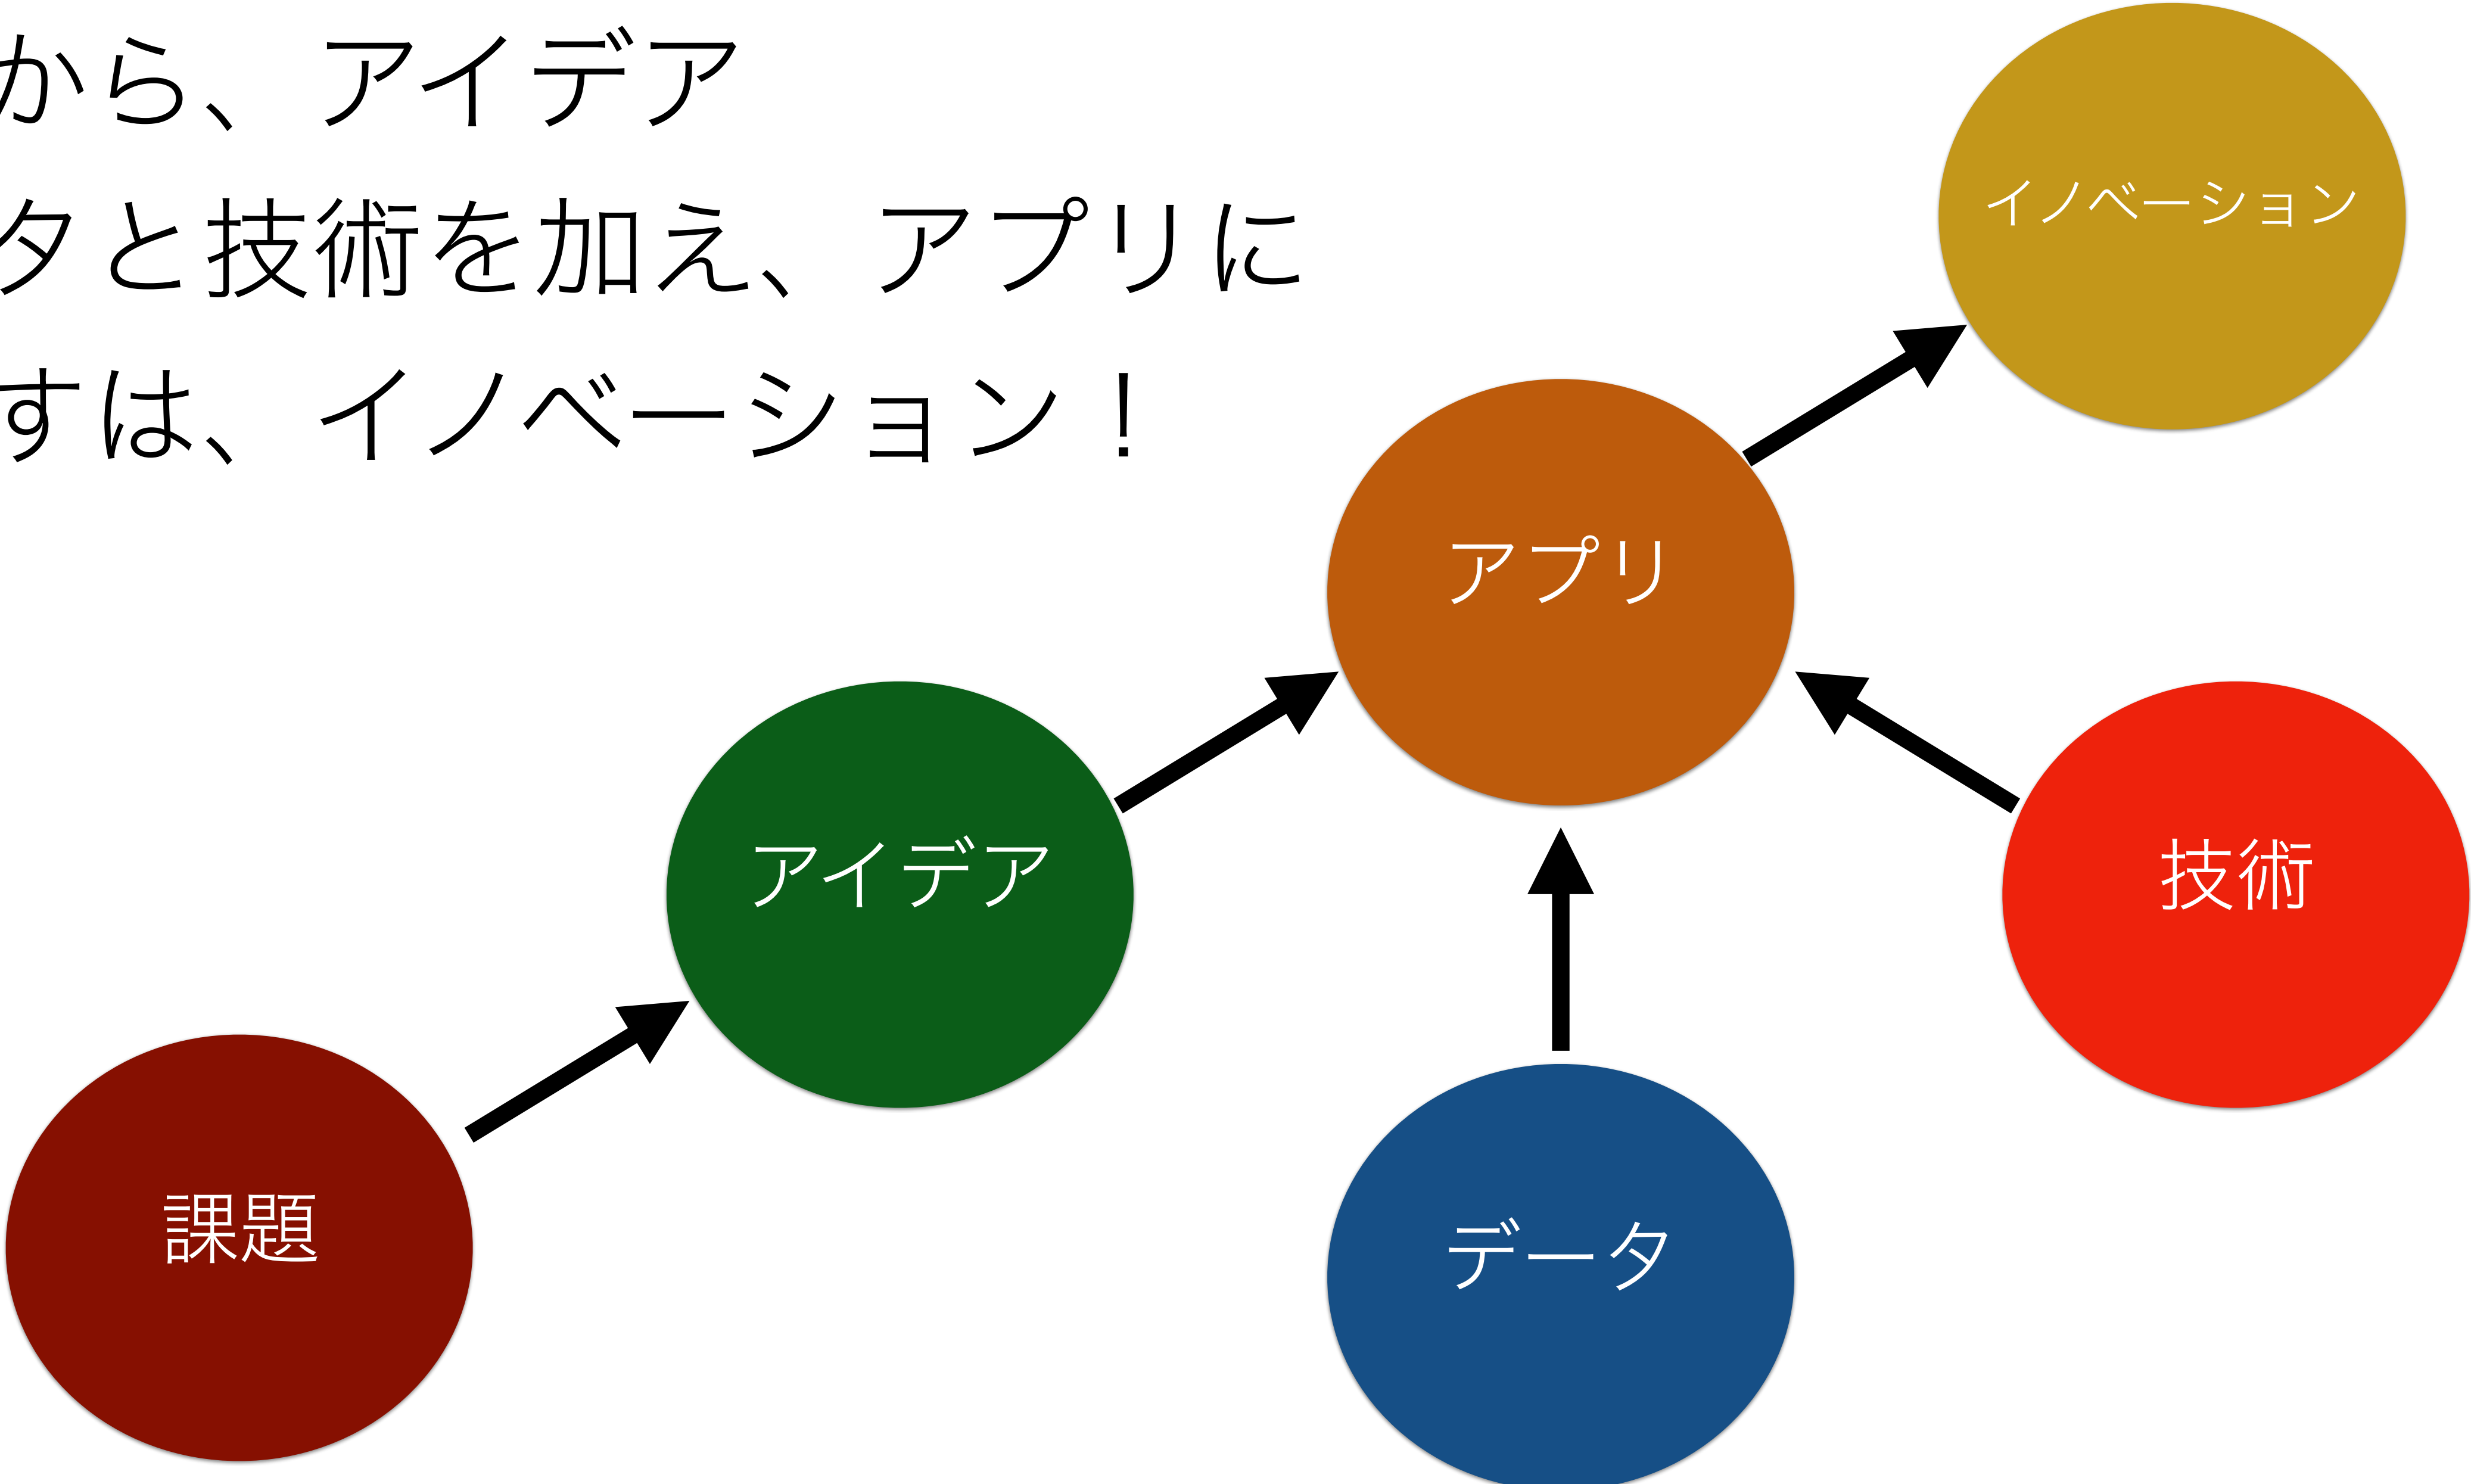 から、アイデア
タと技術を加え、アプリに
すは、イノベーション！
イノベーション
アプリ
アイデア
技術
課題
データ